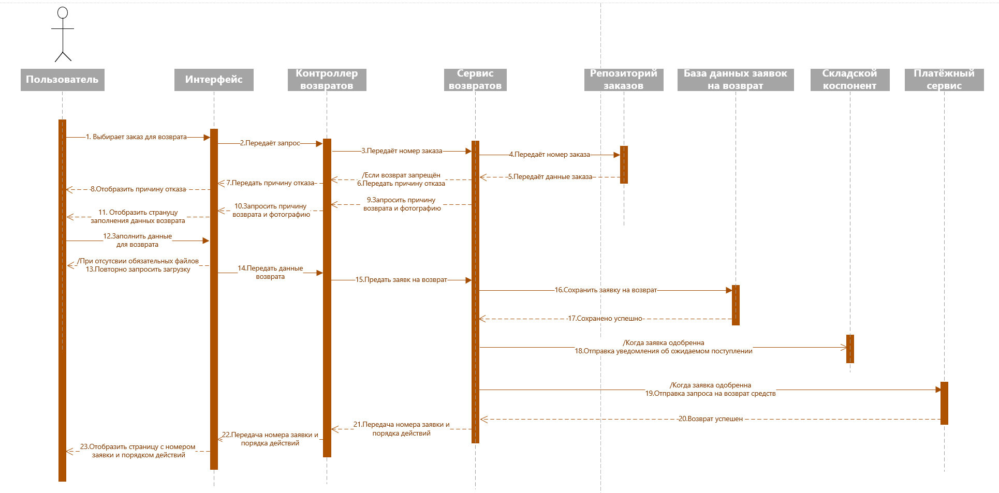 Пользователь
Интерфейс
Контроллер
возвратов
Сервис
возвратов
Репозиторий
заказов
База данных заявок
на возврат
Складской
коспонент
Платёжный
сервис
1. Выбирает заказ для возврата
2.Передаёт запрос
3.Передаёт номер заказа
4.Передаёт номер заказа
5.Передаёт данные заказа
/Если возврат запрещён
6.Передать причину отказа
7.Передать причину отказа
8.Отобразить причину отказа
9.Запросить причину
возврата и фотографию
10.Запросить причину
возврата и фотографию
11. Отобразить странуцу
заполнения данных возврата
12.Заполнить данные
для возврата
/При отсутсвии обязательных файлов
13.Повторно запросить загрузку
14.Передать данные
возврата
15.Предать заявк на возврат
16.Сохранить заявку на возврат
17.Сохранено успешно
/Когда заявка одобренна
18.Отправка уведомления об ожидаемом поступлении
/Когда заявка одобренна
19.Отправка запроса на возврат средств
20.Возврат успешен
21.Передача номера заявки и
порядка действий
22.Передача номера заявки и
порядка действий
23.Отобразить страницу с номером
заявки и порядком действий